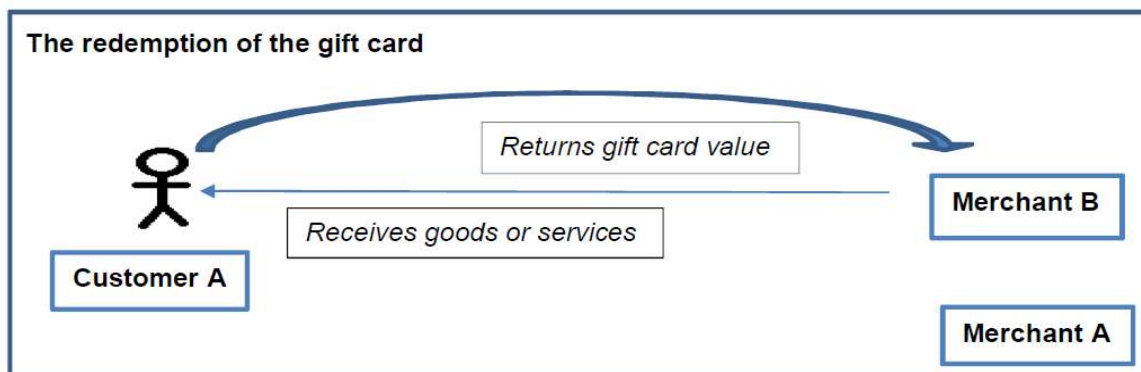 The redemption of the gift card
Returns gift card value
Merchant B
Receives goods or services
Customer A
Merchant A